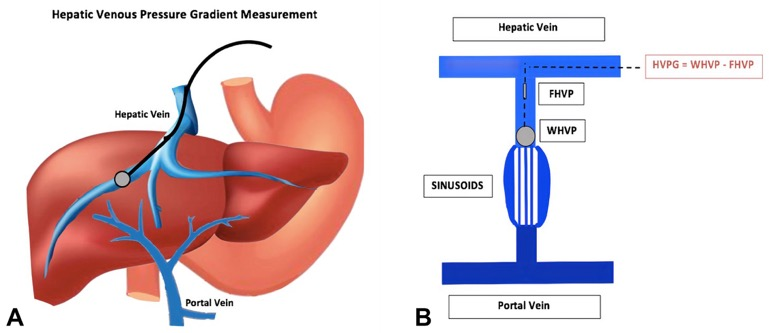 Hepatic Venous Pressure Gradient Measurement
Hepatic Vein
Portal Vein
A
Hepatic Vein
HVPG = WHVP - FHVP
FHVP
WHVP
SINUSOIDS
Portal Vein
B